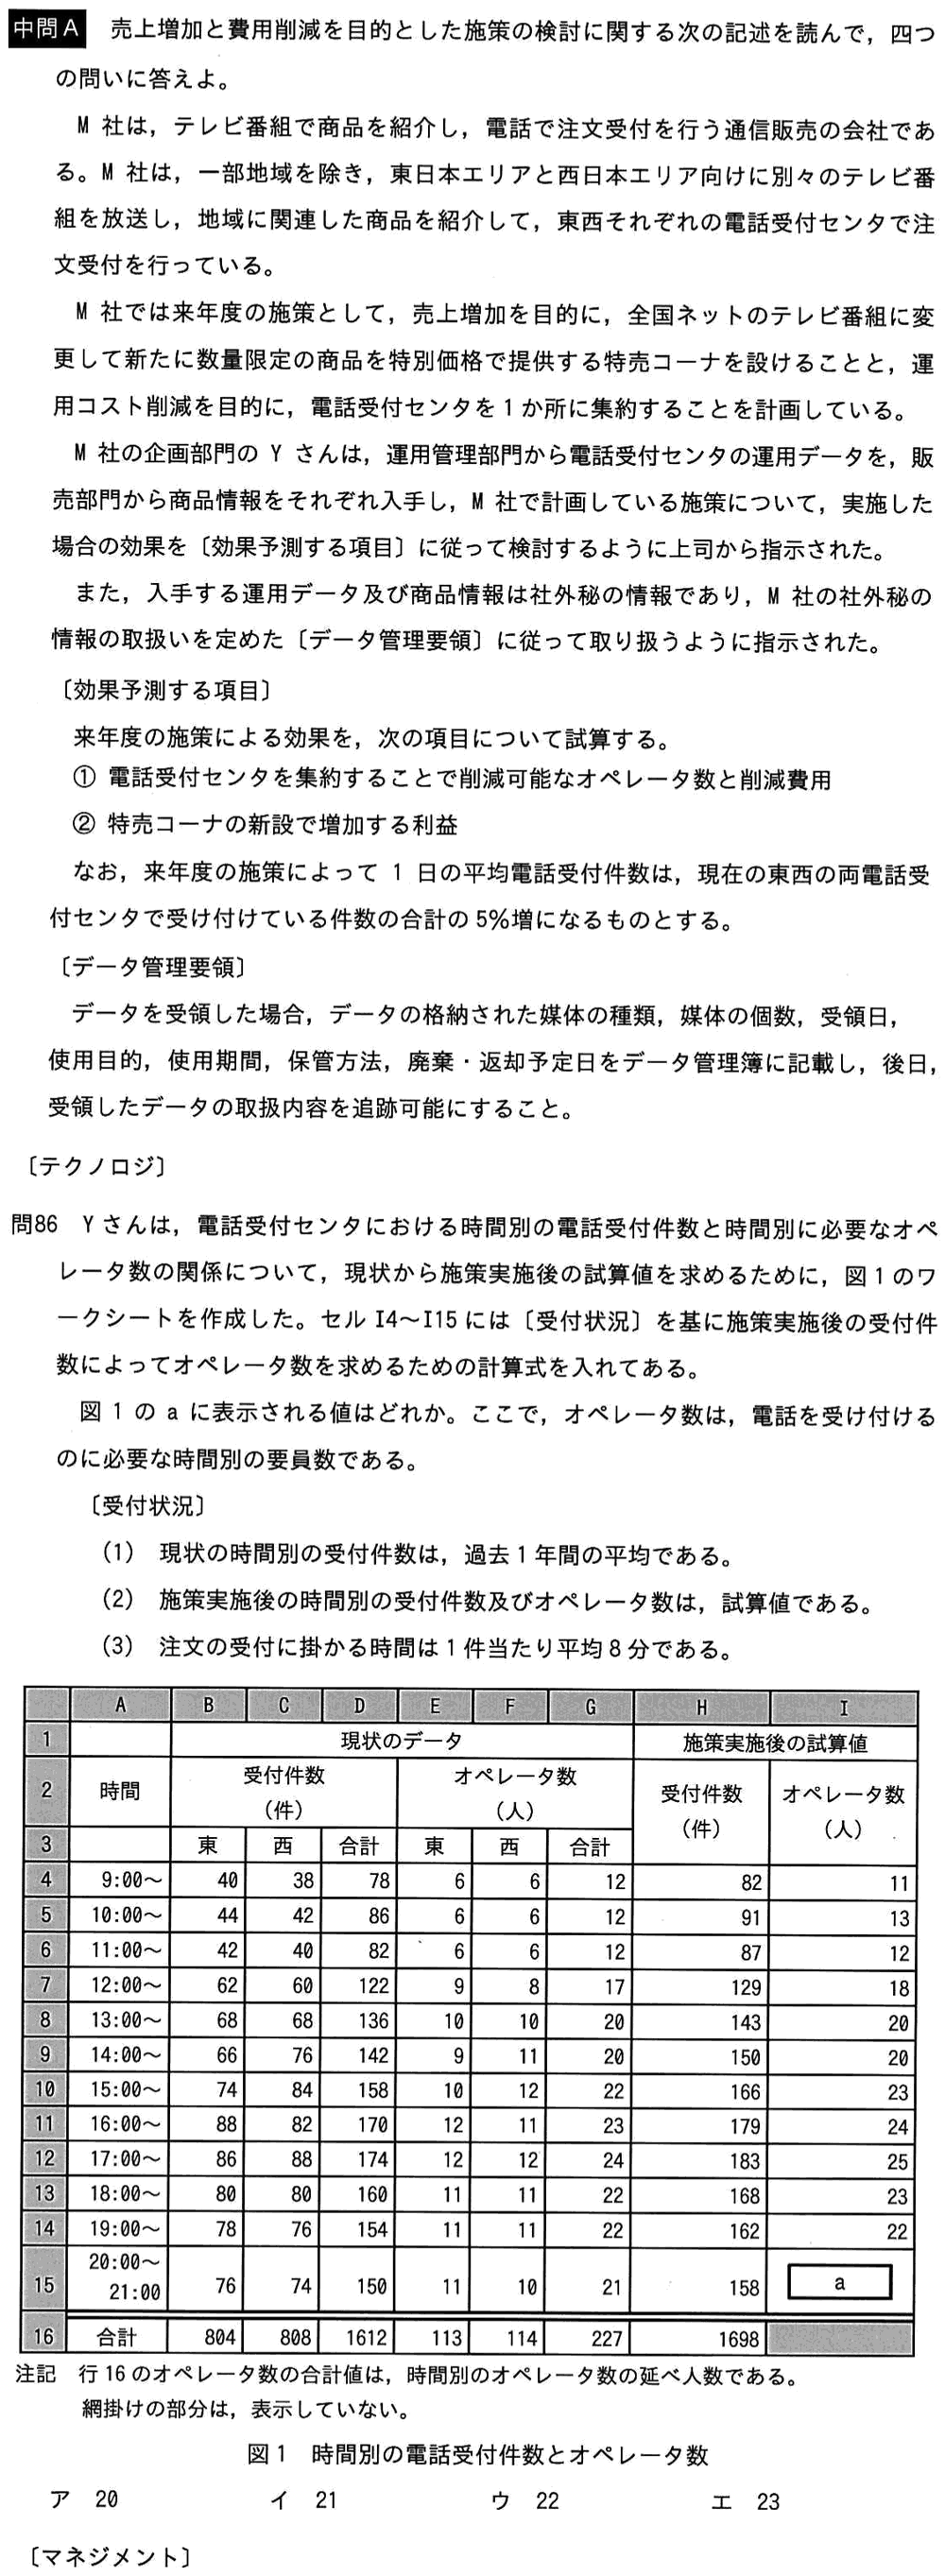 中問A 売上増加と費用削減を目的とした施策の検討に関する次の記述を読んで，四つ
の問いに答えよ。
M 社は，テレビ番組で商品を紹介し，電話で注文受付を行う通信販売の会社であ
る。M 社は，一部地域を除き，東日本エリアと西日本エリア向けに別々のテレビ番
組を放送し，地域に関連した商品を紹介して，東西それぞれの電話受付センタで注
文受付を行っている。
M 社では来年度の施策として，売上増加を目的に，全国ネットのテレビ番組に変
更して新たに数量限定の商品を特別価格で提供する特売コーナを設けることと，運
用コスト削減を目的に，電話受付センタを1か所に集約することを計画している。
M 社の企画部門の Y さんは，運用管理部門から電話受付センタの運用データを，販
売部門から商品情報をそれぞれ入手し，M 社で計画している施策について，実施した
場合の効果を〔効果予測する項目〕に従って検討するように上司から指示された。
また，入手する運用データ及び商品情報は社外秘の情報であり，M 社の社外秘の
情報の取扱いを定めた〔データ管理要領〕に従って取り扱うように指示された。
〔効果予測する項目〕
来年度の施策による効果を，次の項目について試算する。
① 電話受付センタを集約することで削減可能なオペレータ数と削減費用
② 特売コーナの新設で増加する利益
なお，来年度の施策によって 1 日の平均電話受付件数は，現在の東西の両電話受
付センタで受け付けている件数の合計の5％増になるものとする。
〔データ管理要領〕
データを受領した場合，データの格納された媒体の種類，媒体の個数，受領日，
使用目的，使用期間，保管方法，廃棄・返却予定日をデータ管理簿に記載し，後日，
受領したデータの取扱内容を追跡可能にすること。
〔テクノロジ〕
問86 Yさんは，電話受付センタにおける時間別の電話受付件数と時間別に必要なオペ
レータ数の関係について，現状から施策実施後の試算値を求めるために，図1のワ
ークシートを作成した。セル I4～I15 には〔受付状況〕を基に施策実施後の受付件
数によってオペレータ数を求めるための計算式を入れてある。
図 1 の a に表示される値はどれか。ここで，オペレータ数は，電話を受け付ける
のに必要な時間別の要員数である。
〔受付状況〕
(1) 現状の時間別の受付件数は，過去1年間の平均である。
(2) 施策実施後の時間別の受付件数及びオペレータ数は，試算値である。
(3) 注文の受付に掛かる時間は1件当たり平均8分である。
A B C D E F G H I
1 現状のデータ 施策実施後の試算値
2 時間 受付件数（件） オペレータ数（人） 受付件数（件） オペレータ数（人）
3 東 西 合計 東 西 合計
4 9:00～ 40 38 78 6 6 12 82 11
5 10:00～ 44 42 86 6 6 12 91 13
6 11:00～ 42 40 82 6 6 12 87 12
7 12:00～ 62 60 122 9 8 17 129 18
8 13:00～ 68 68 136 10 10 20 143 20
9 14:00～ 66 76 142 9 11 20 150 20
10 15:00～ 74 84 158 10 12 22 166 23
11 16:00～ 88 82 170 12 11 23 179 24
12 17:00～ 86 88 174 12 12 24 183 25
13 18:00～ 80 80 160 11 11 22 168 23
14 19:00～ 78 76 154 11 11 22 162 22
15 20:00～21:00 76 74 150 11 10 21 158 a
16 合計 804 808 1612 113 114 227 1698
注記 行16のオペレータ数の合計値は，時間別のオペレータ数の延べ人数である。
網掛けの部分は，表示していない。
図1 時間別の電話受付件数とオペレータ数
ア 20 イ 21 ウ 22 エ 23
〔マネジメント〕